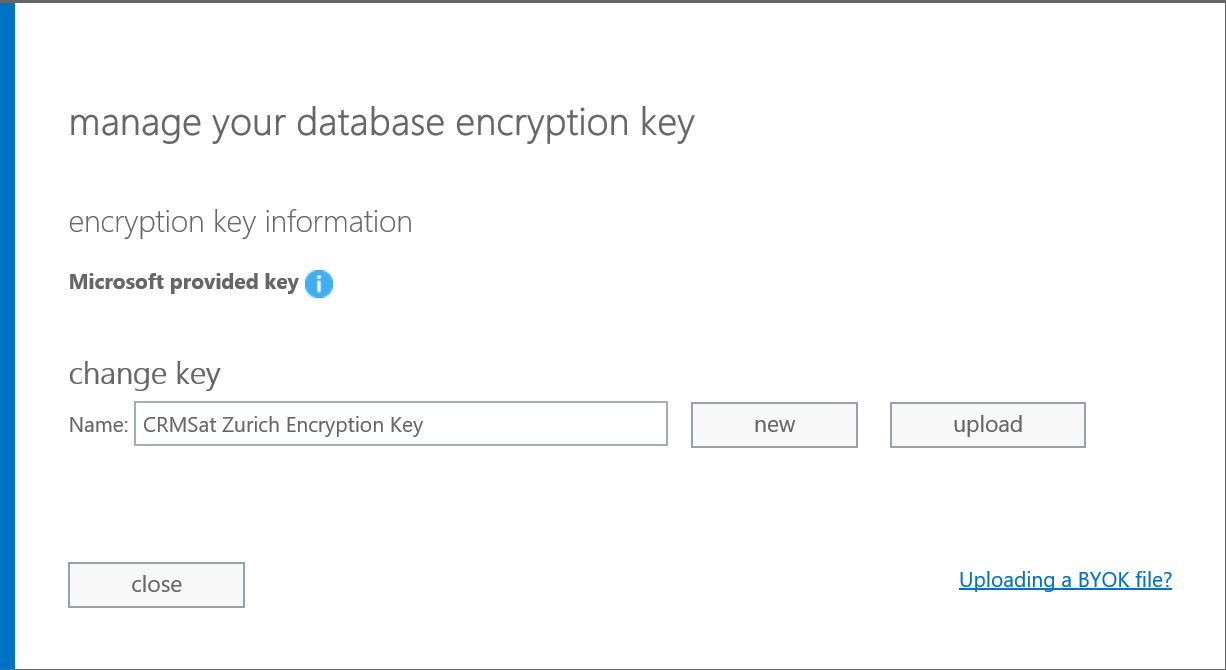 manage your database encryption key
encryption key information
Microsoft provided key i
change key
Name: CRMSat Zurich Encryption Key new upload
close Uploading a BYOK file?